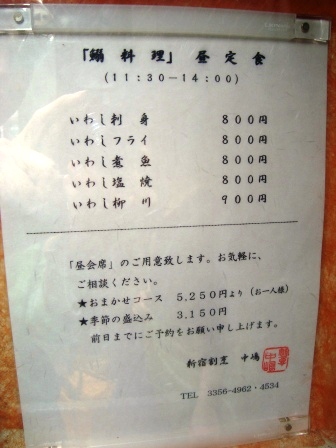 「鰯 料 理」 昼 定 食
(11:30－14:00)
いわし刺 身 800円
いわしフライ 800円
いわし煮 魚 800円
いわし塩 焼 800円
いわし柳 川 900円
「昼会席」のご用意致します。お気軽に、
ご相談ください。
★おまかせコース 5,250円より（お一人様）
★季節の盛込み 3,150円
前日までにご予約をお願い申し上げます。
新宿割烹 中嶋
TEL 3356-4962・4534